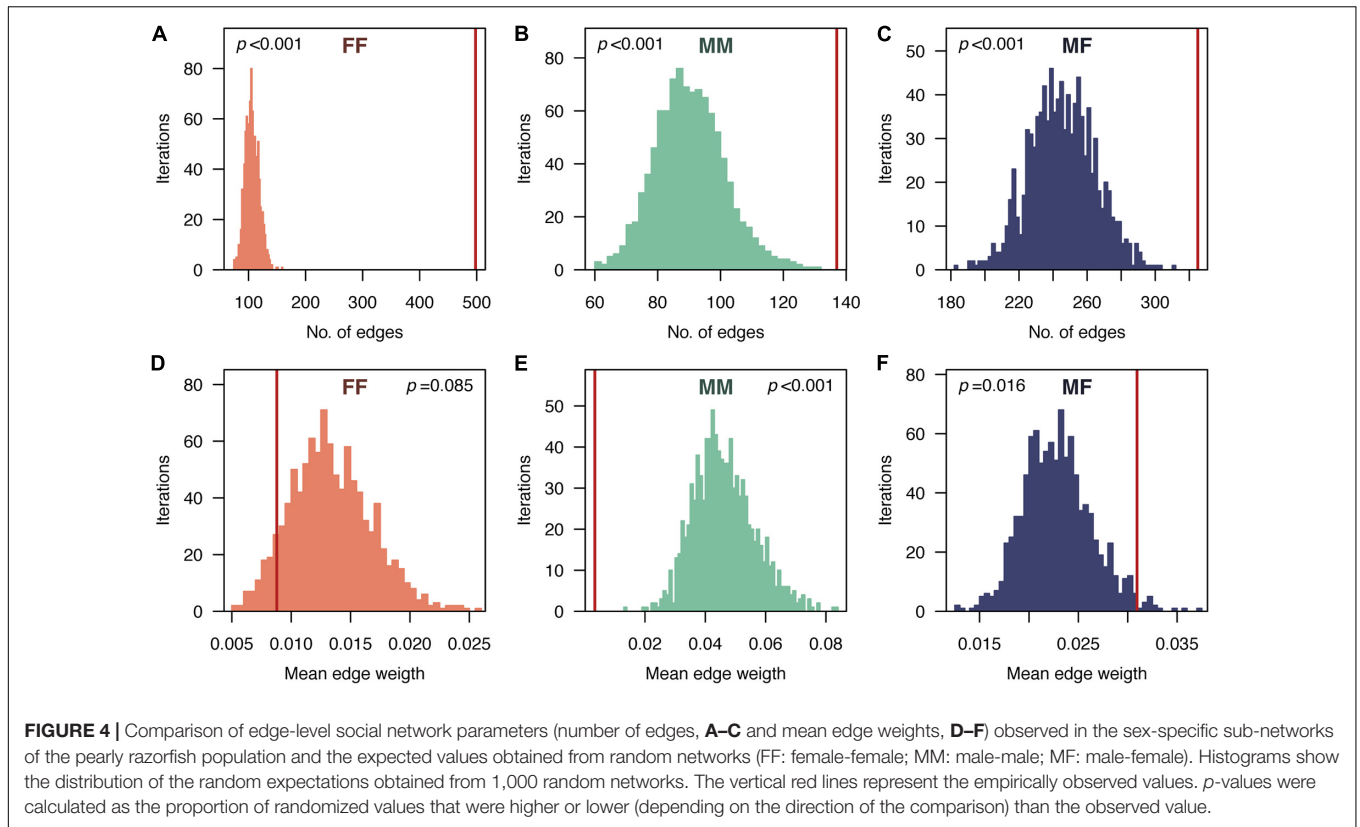 A
p<0.001 FF
80
60
40
20
0
Iterations
100 200 300 400 500
No. of edges
B
p<0.001 MM
80
60
40
20
0
Iterations
60 80 100 120 140
No. of edges
C
p<0.001 MF
50
40
30
20
10
0
Iterations
180 220 260 300
No. of edges
D
FF p=0.085
80
60
40
20
0
Iterations
0.005 0.010 0.015 0.020 0.025
Mean edge weigth
E
MM p<0.001
50
40
30
20
10
0
Iterations
0.02 0.04 0.06 0.08
Mean edge weigth
F
p=0.016 MF
80
60
40
20
0
Iterations
0.015 0.025 0.035
Mean edge weigth
FIGURE 4 | Comparison of edge-level social network parameters (number of edges, A–C and mean edge weights, D–F) observed in the sex-specific sub-networks
of the pearly razorfish population and the expected values obtained from random networks (FF: female-female; MM: male-male; MF: male-female). Histograms show
the distribution of the random expectations obtained from 1,000 random networks. The vertical red lines represent the empirically observed values. p-values were
calculated as the proportion of randomized values that were higher or lower (depending on the direction of the comparison) than the observed value.